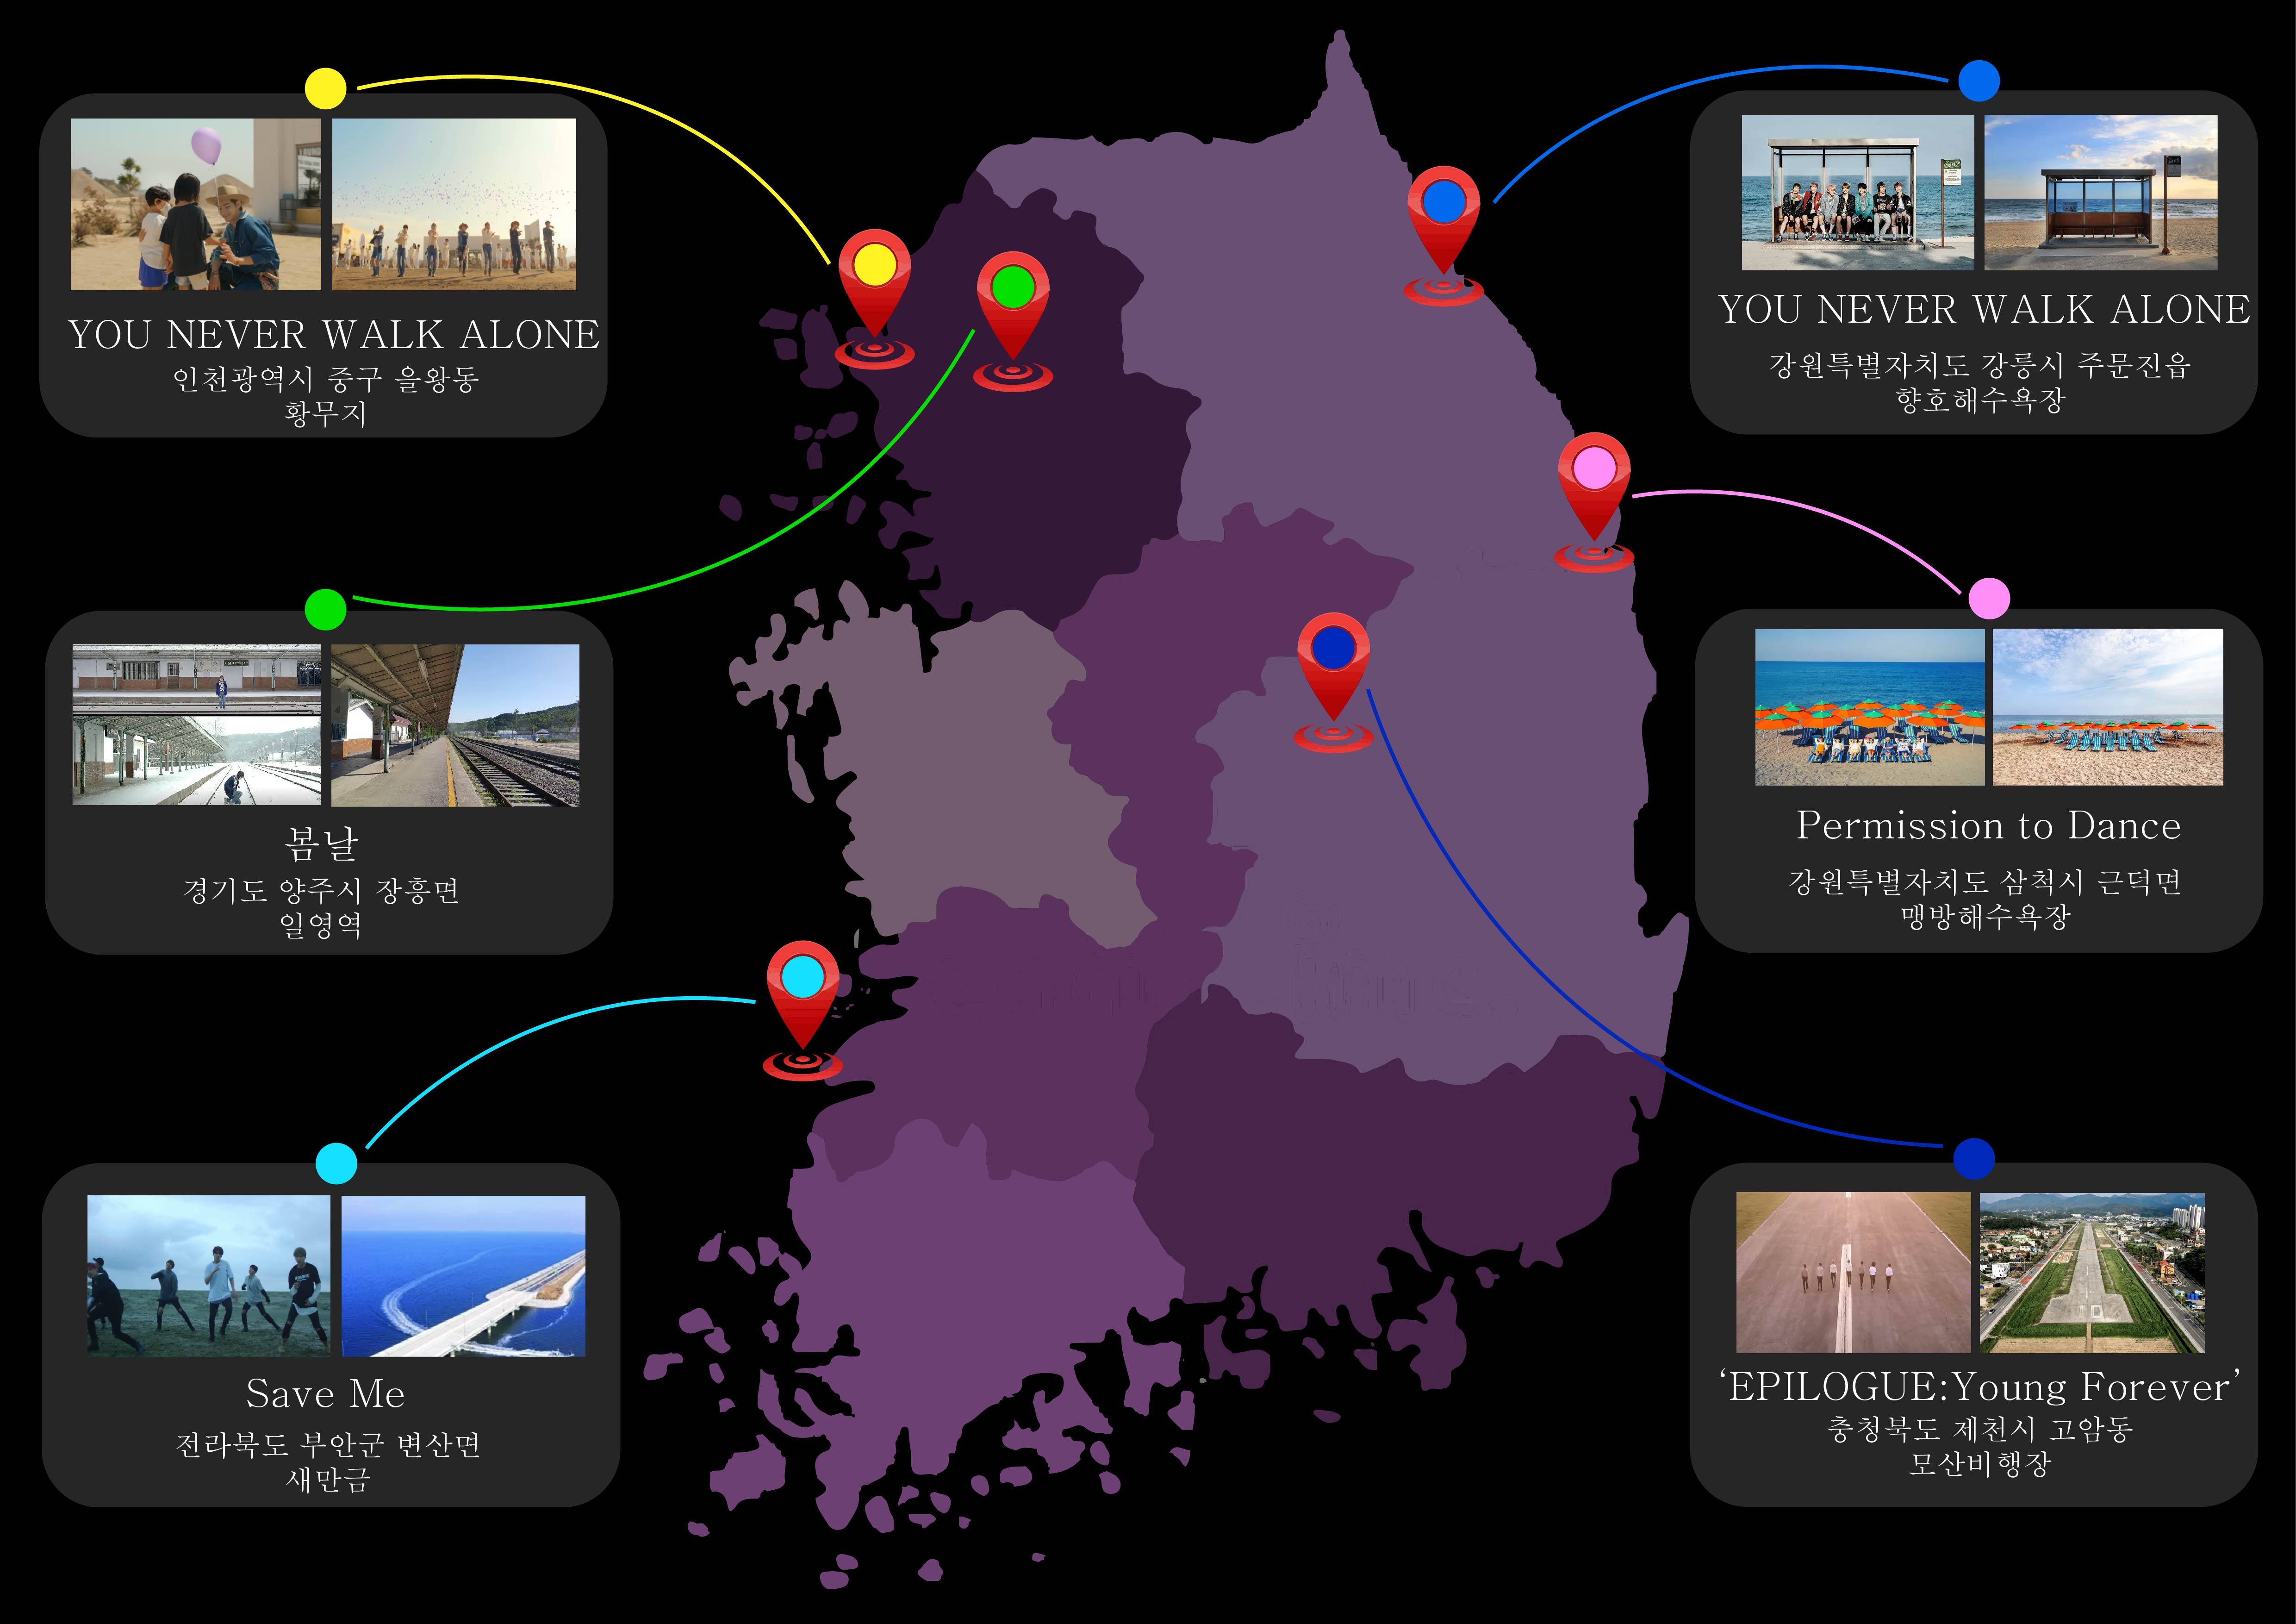 YOU NEVER WALK ALONE
인천광역시 중구 을왕동
황무지
봄날
경기도 양주시 장흥면
일영역
Save Me
전라북도 부안군 변산면
새만금
YOU NEVER WALK ALONE
강원특별자치도 강릉시 주문진읍
향호해수욕장
Permission to Dance
강원특별자치도 삼척시 근덕면
맹방해수욕장
‘EPILOGUE:Young Forever’
충청북도 제천시 고암동
모산비행장